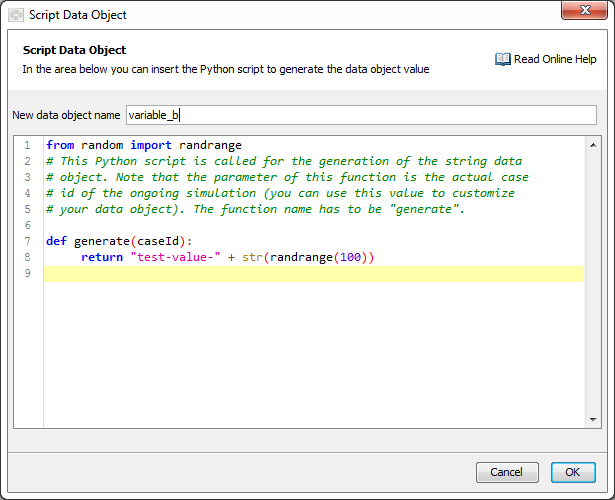 Script Data Object
Script Data Object
In the area below you can insert the Python script to generate the data object value
Read Online Help
New data object name variable_b
1 from random import randrange
2 # This Python script is called for the generation of the string data
3 # object. Note that the parameter of this function is the actual case
4 # id of the ongoing simulation (you can use this value to customize
5 # your data object). The function name has to be "generate".
6
7 def generate(caseId):
8     return "test-value-" + str(randrange(100))
9
Cancel OK